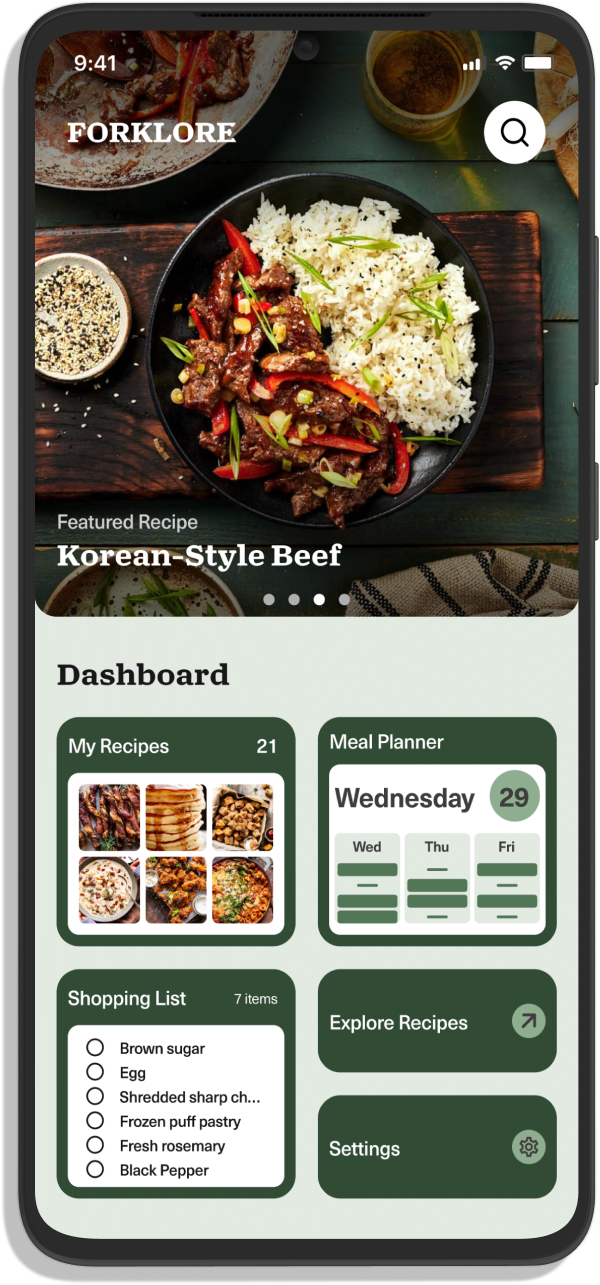 9:41
FORKLORE
Featured Recipe
Korean-Style Beef
Dashboard
My Recipes 21
Meal Planner
Wednesday 29
Wed Thu Fri
Shopping List 7 items
Brown sugar
Egg
Shredded sharp ch...
Frozen puff pastry
Fresh rosemary
Black Pepper
Explore Recipes
Settings